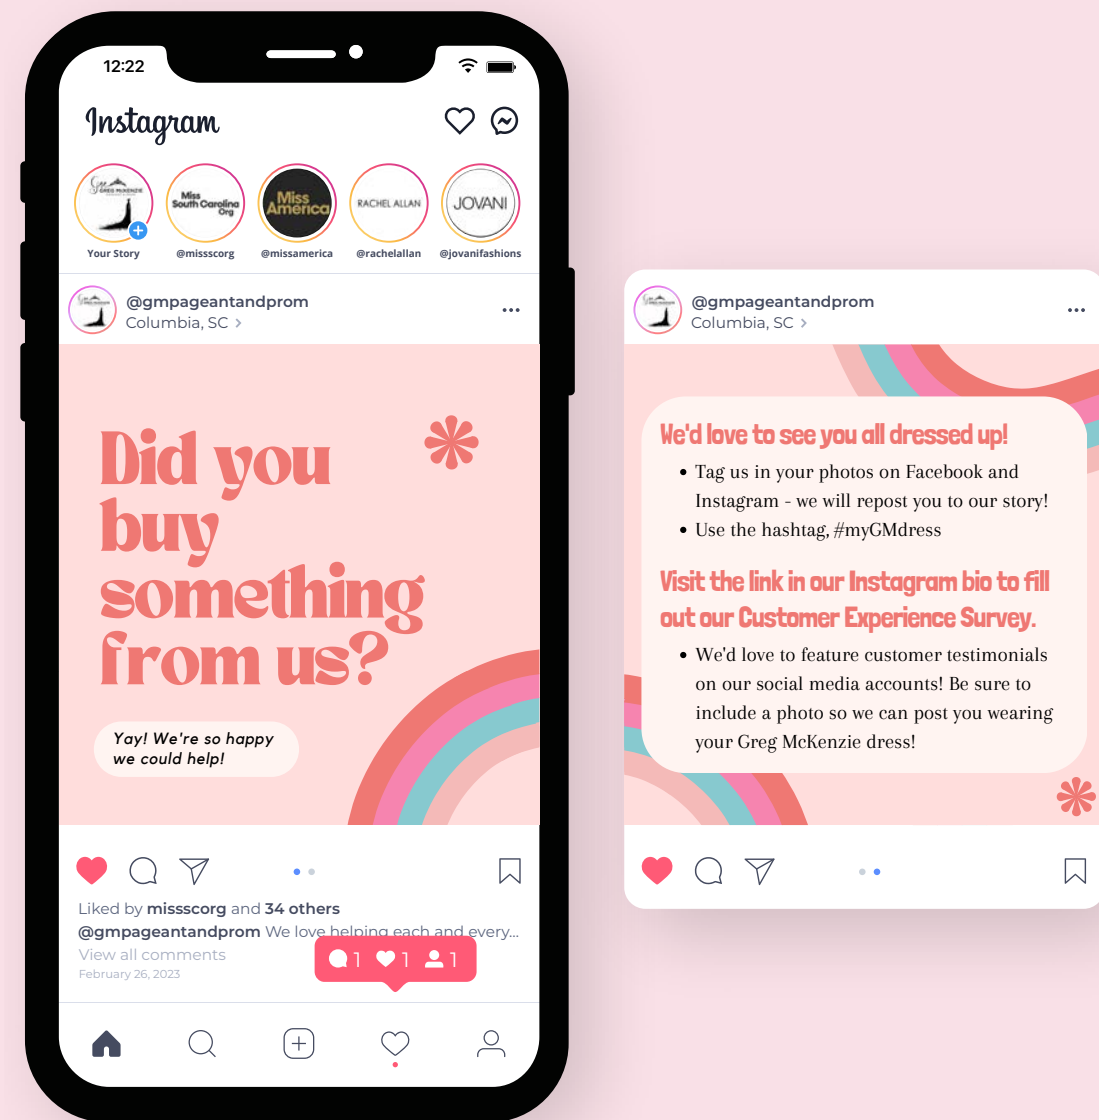 12:22
Instagram
GREG MCKENZIE
Miss
South Carolina
Org
Miss
America
RACHEL ALLAN
JOVANI
Your Story
@missscorg
@missamerica
@rachelallan
@jovanifashions
@gmpageantandprom
Columbia, SC
Did you
buy
something
from us?
Yay! We're so happy
we could help!
Liked by missscorg and 34 others
@gmpageantandprom We love helping each and every...
View all comments
February 26, 2023
1 1 1
@gmpageantandprom
Columbia, SC
We'd love to see you all dressed up!
• Tag us in your photos on Facebook and
Instagram - we will repost you to our story!
• Use the hashtag, #myGMdress
Visit the link in our Instagram bio to fill
out our Customer Experience Survey.
• We'd love to feature customer testimonials
on our social media accounts! Be sure to
include a photo so we can post you wearing
your Greg McKenzie dress!